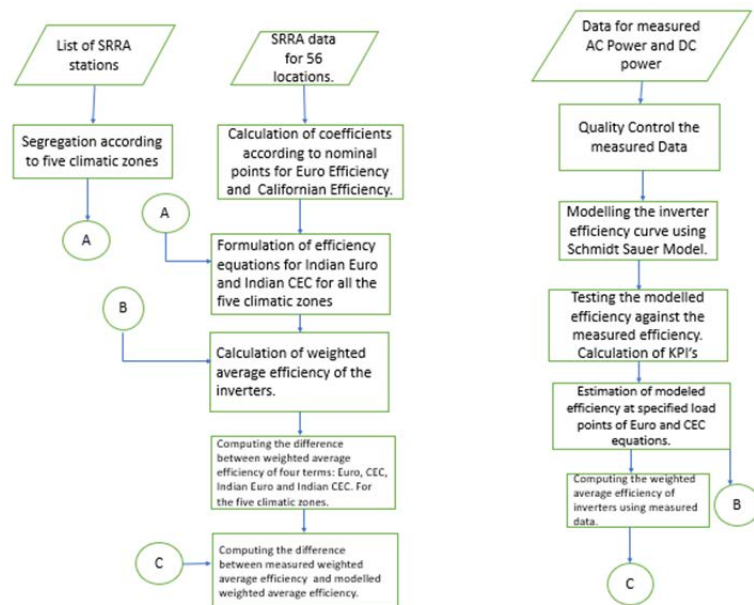 List of SRRA
stations
Segregation according
to five climatic zones
A
SRRA data
for 56
locations.
Calculation of coefficients
according to nominal
points for Euro Efficiency
and Californian Efficiency.
A
Formulation of efficiency
equations for Indian Euro
and Indian CEC for all the
five climatic zones
B
Calculation of weighted
average efficiency of the
inverters.
Computing the difference
between weighted average
efficiency of four terms: Euro, CEC,
Indian Euro and Indian CEC. For
the five climatic zones.
C
Computing the difference
between measured weighted
average efficiency and modelled
weighted average efficiency.
Data for measured
AC Power and DC
power
Quality Control the
measured Data
Modelling the inverter
efficiency curve using
Schmidt Sauer Model.
Testing the modelled
efficiency against the
measured efficiency.
Calculation of KPI's
Estimation of modeled
efficiency at specified load
points of Euro and CEC
equations.
Computing the weighted
average efficiency of
inverters using measured
data.
B
C